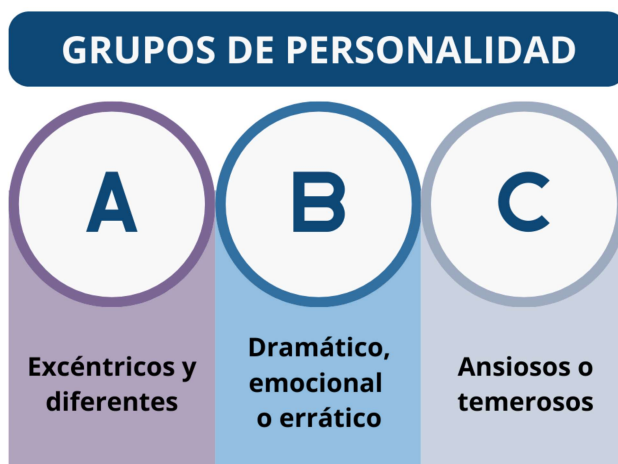 GRUPOS DE PERSONALIDAD
A
B
C
Excéntricos y
diferentes
Dramático,
emocional
o errático
Ansiosos o
temerosos